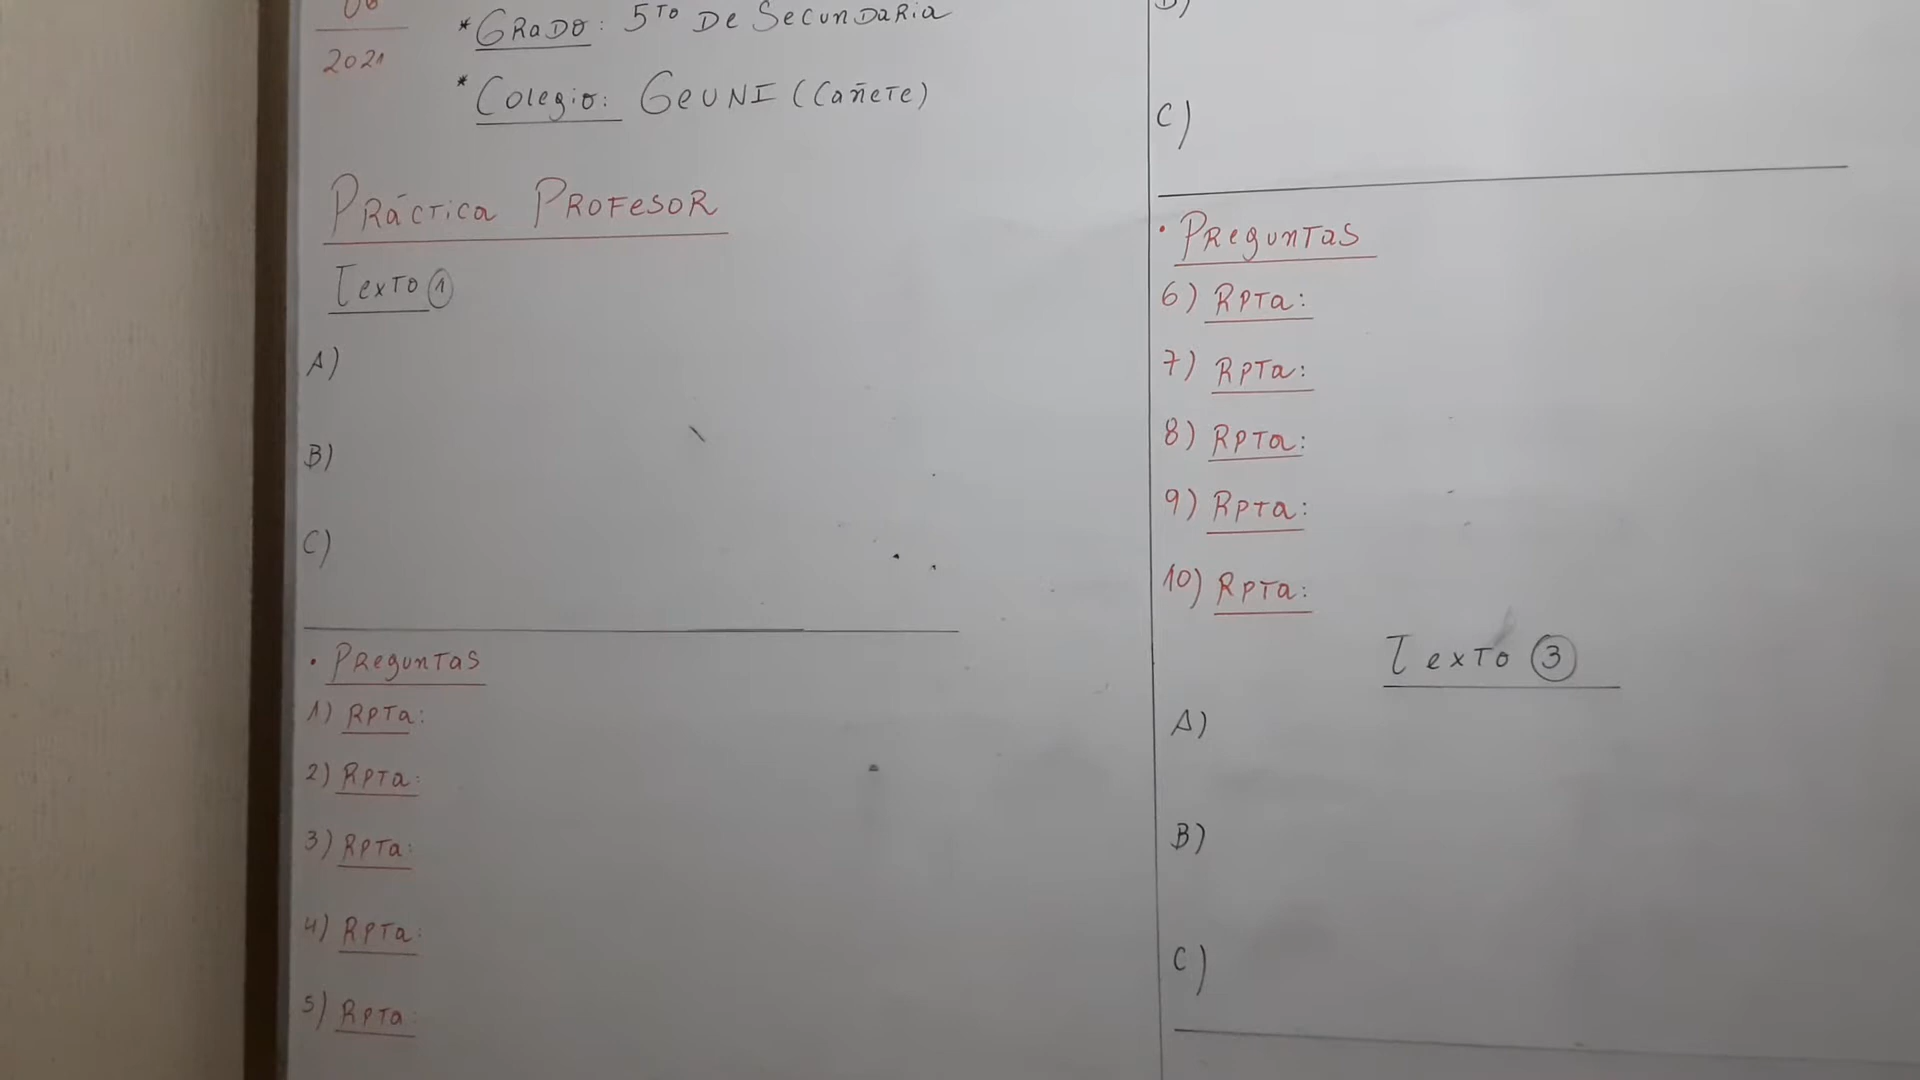 06
2021
*Grado: 5to De Secundaria
*Colegio: GEUNI (Cañete)
Práctica Profesor
Texto 1
A)
B)
C)
• Preguntas
1) Rpta:
2) Rpta:
3) Rpta:
4) Rpta:
5) Rpta:
C)
• Preguntas
6) Rpta:
7) Rpta:
8) Rpta:
9) Rpta:
10) Rpta:
Texto 3
A)
B)
C)